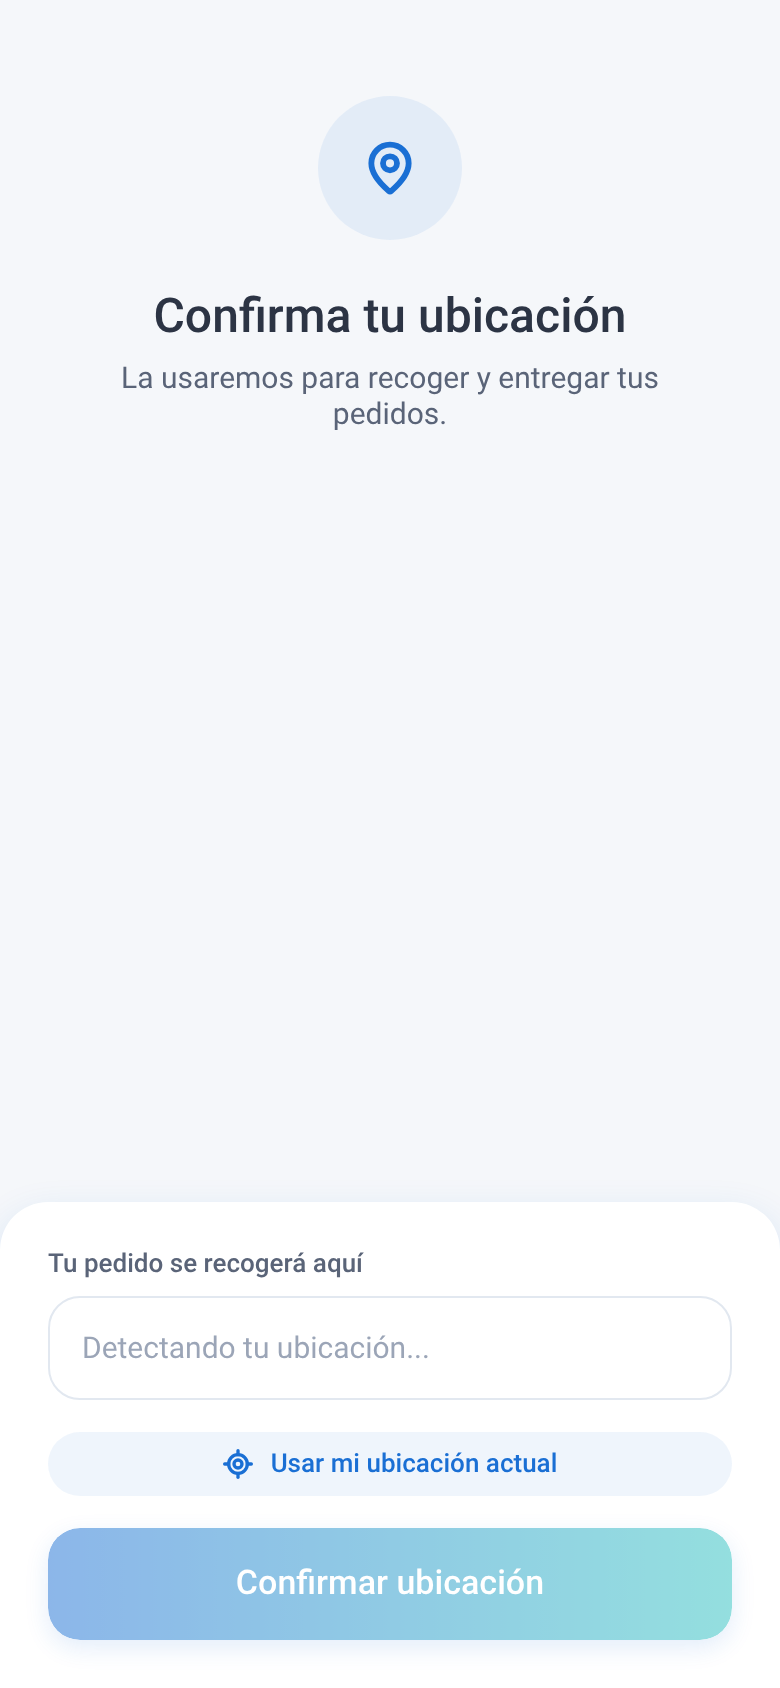 Confirma tu ubicación
La usaremos para recoger y entregar tus
pedidos.
Tu pedido se recogerá aquí
Detectando tu ubicación...
Usar mi ubicación actual
Confirmar ubicación